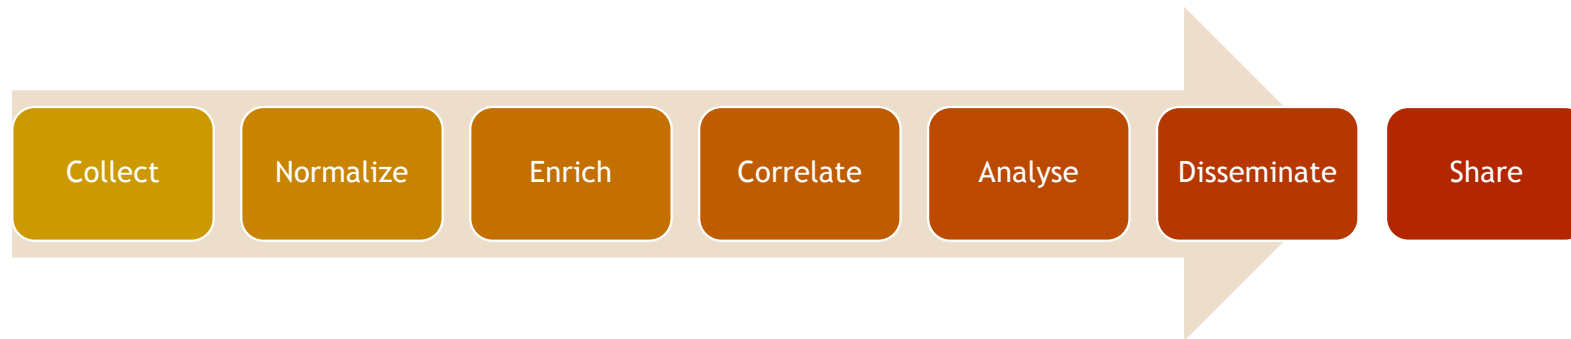 Collect
Normalize
Enrich
Correlate
Analyse
Disseminate
Share